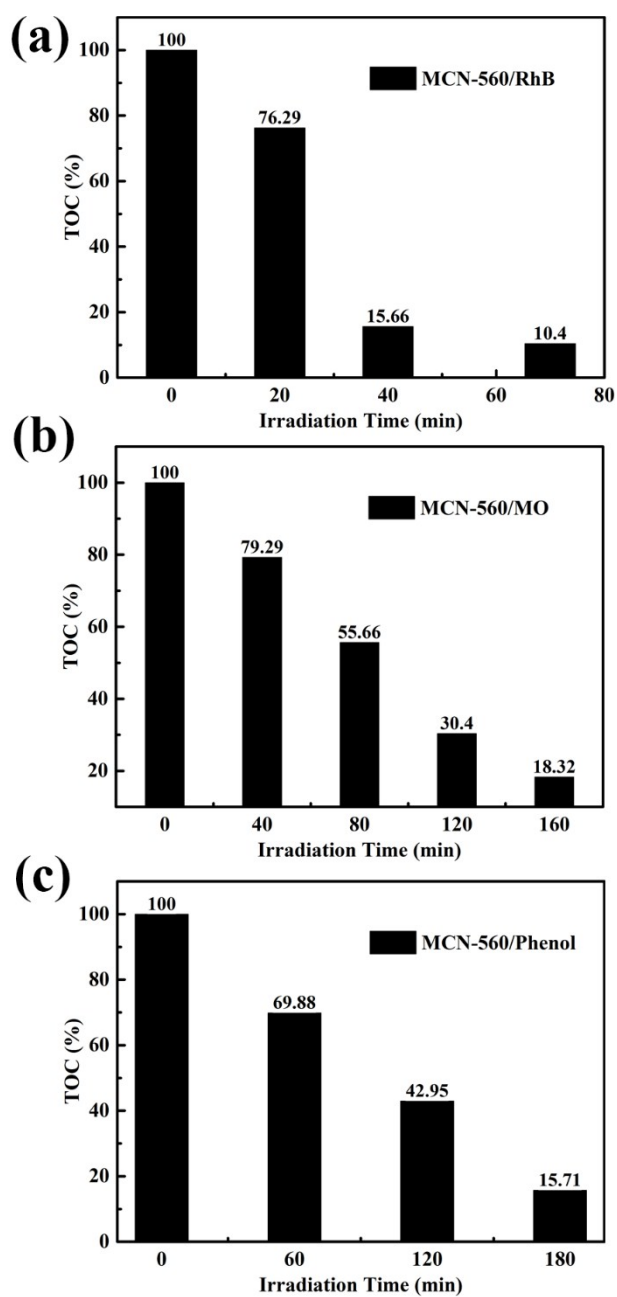 (a)
100
MCN-560/RhB
100
76.29
80
60
TOC (%)
40
20
15.66
10.4
0
0 20 40 60 80
Irradiation Time (min)
(b)
100
MCN-560/MO
100
79.29
80
60
55.66
TOC (%)
40
30.4
20
18.32
0 40 80 120 160
Irradiation Time (min)
(c)
100
MCN-560/Phenol
100
80
69.88
60
TOC (%)
42.95
40
20
15.71
0
0 60 120 180
Irradiation Time (min)